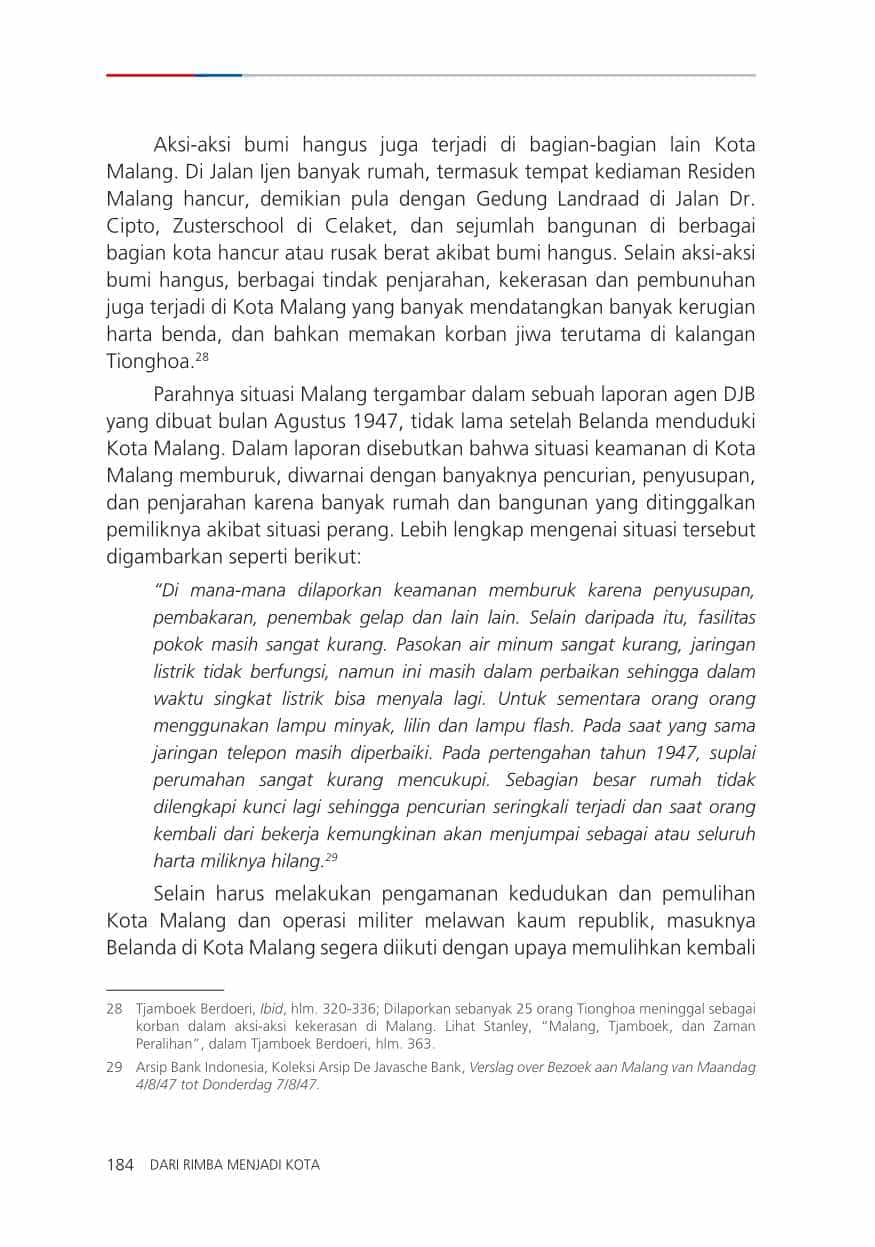 Aksi-aksi bumi hangus juga terjadi di bagian-bagian lain Kota
Malang. Di Jalan Ijen banyak rumah, termasuk tempat kediaman Residen
Malang hancur, demikian pula dengan Gedung Landraad di Jalan Dr.
Cipto, Zusterschool di Celaket, dan sejumlah bangunan di berbagai
bagian kota hancur atau rusak berat akibat bumi hangus. Selain aksi-aksi
bumi hangus, berbagai tindak penjarahan, kekerasan dan pembunuhan
juga terjadi di Kota Malang yang banyak mendatangkan banyak kerugian
harta benda, dan bahkan memakan korban jiwa terutama di kalangan
Tionghoa.28
Parahnya situasi Malang tergambar dalam sebuah laporan agen DJB
yang dibuat bulan Agustus 1947, tidak lama setelah Belanda menduduki
Kota Malang. Dalam laporan disebutkan bahwa situasi keamanan di Kota
Malang memburuk, diwarnai dengan banyaknya pencurian, penyusupan,
dan penjarahan karena banyak rumah dan bangunan yang ditinggalkan
pemiliknya akibat situasi perang. Lebih lengkap mengenai situasi tersebut
digambarkan seperti berikut:
“Di mana-mana dilaporkan keamanan memburuk karena penyusupan,
pembakaran, penembak gelap dan lain lain. Selain daripada itu, fasilitas
pokok masih sangat kurang. Pasokan air minum sangat kurang, jaringan
listrik tidak berfungsi, namun ini masih dalam perbaikan sehingga dalam
waktu singkat listrik bisa menyala lagi. Untuk sementara orang orang
menggunakan lampu minyak, lilin dan lampu flash. Pada saat yang sama
jaringan telepon masih diperbaiki. Pada pertengahan tahun 1947, suplai
perumahan sangat kurang mencukupi. Sebagian besar rumah tidak
dilengkapi kunci lagi sehingga pencurian seringkali terjadi dan saat orang
kembali dari bekerja kemungkinan akan menjumpai sebagai atau seluruh
harta miliknya hilang.29
Selain harus melakukan pengamanan kedudukan dan pemulihan
Kota Malang dan operasi militer melawan kaum republik, masuknya
Belanda di Kota Malang segera diikuti dengan upaya memulihkan kembali
28 Tjamboek Berdoeri, Ibid, hlm. 320-336; Dilaporkan sebanyak 25 orang Tionghoa meninggal sebagai
korban dalam aksi-aksi kekerasan di Malang. Lihat Stanley, “Malang, Tjamboek, dan Zaman
Peralihan”, dalam Tjamboek Berdoeri, hlm. 363.
29 Arsip Bank Indonesia, Koleksi Arsip De Javasche Bank, Verslag over Bezoek aan Malang van Maandag
4/8/47 tot Donderdag 7/8/47.
184 DARI RIMBA MENJADI KOTA